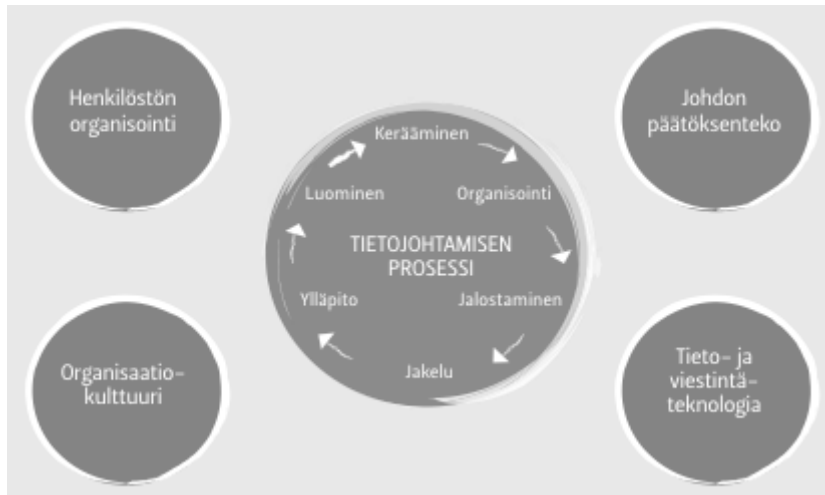 Henkilöstön
organisointi
Johdon
päätöksenteko
Kerääminen
Luominen
Organisointi
TIETOJOHTAMISEN
PROSESSI
Ylläpito
Jalostaminen
Jakelu
Organisaatio-
kulttuuri
Tieto- ja
viestintä-
teknologia